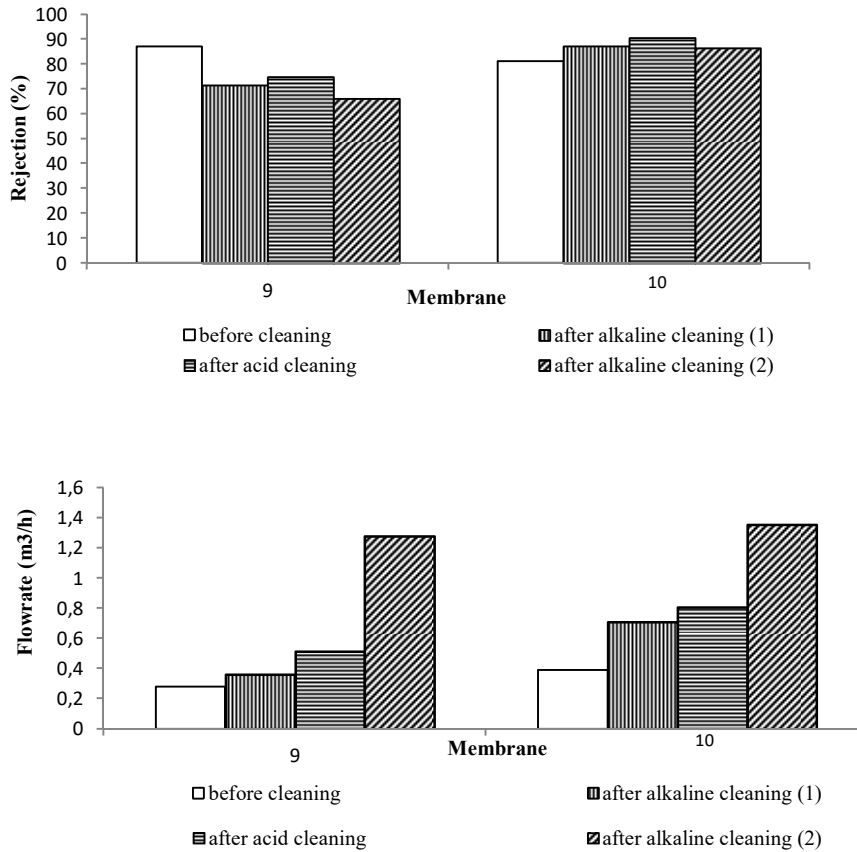 100
90
80
70
60
50
40
30
20
10
0
Rejection (%)
9
10
Membrane
before cleaning
after alkaline cleaning (1)
after acid cleaning
after alkaline cleaning (2)
1,6
1,4
1,2
1
0,8
0,6
0,4
0,2
0
Flowrate (m3/h)
9
10
Membrane
before cleaning
after alkaline cleaning (1)
after acid cleaning
after alkaline cleaning (2)